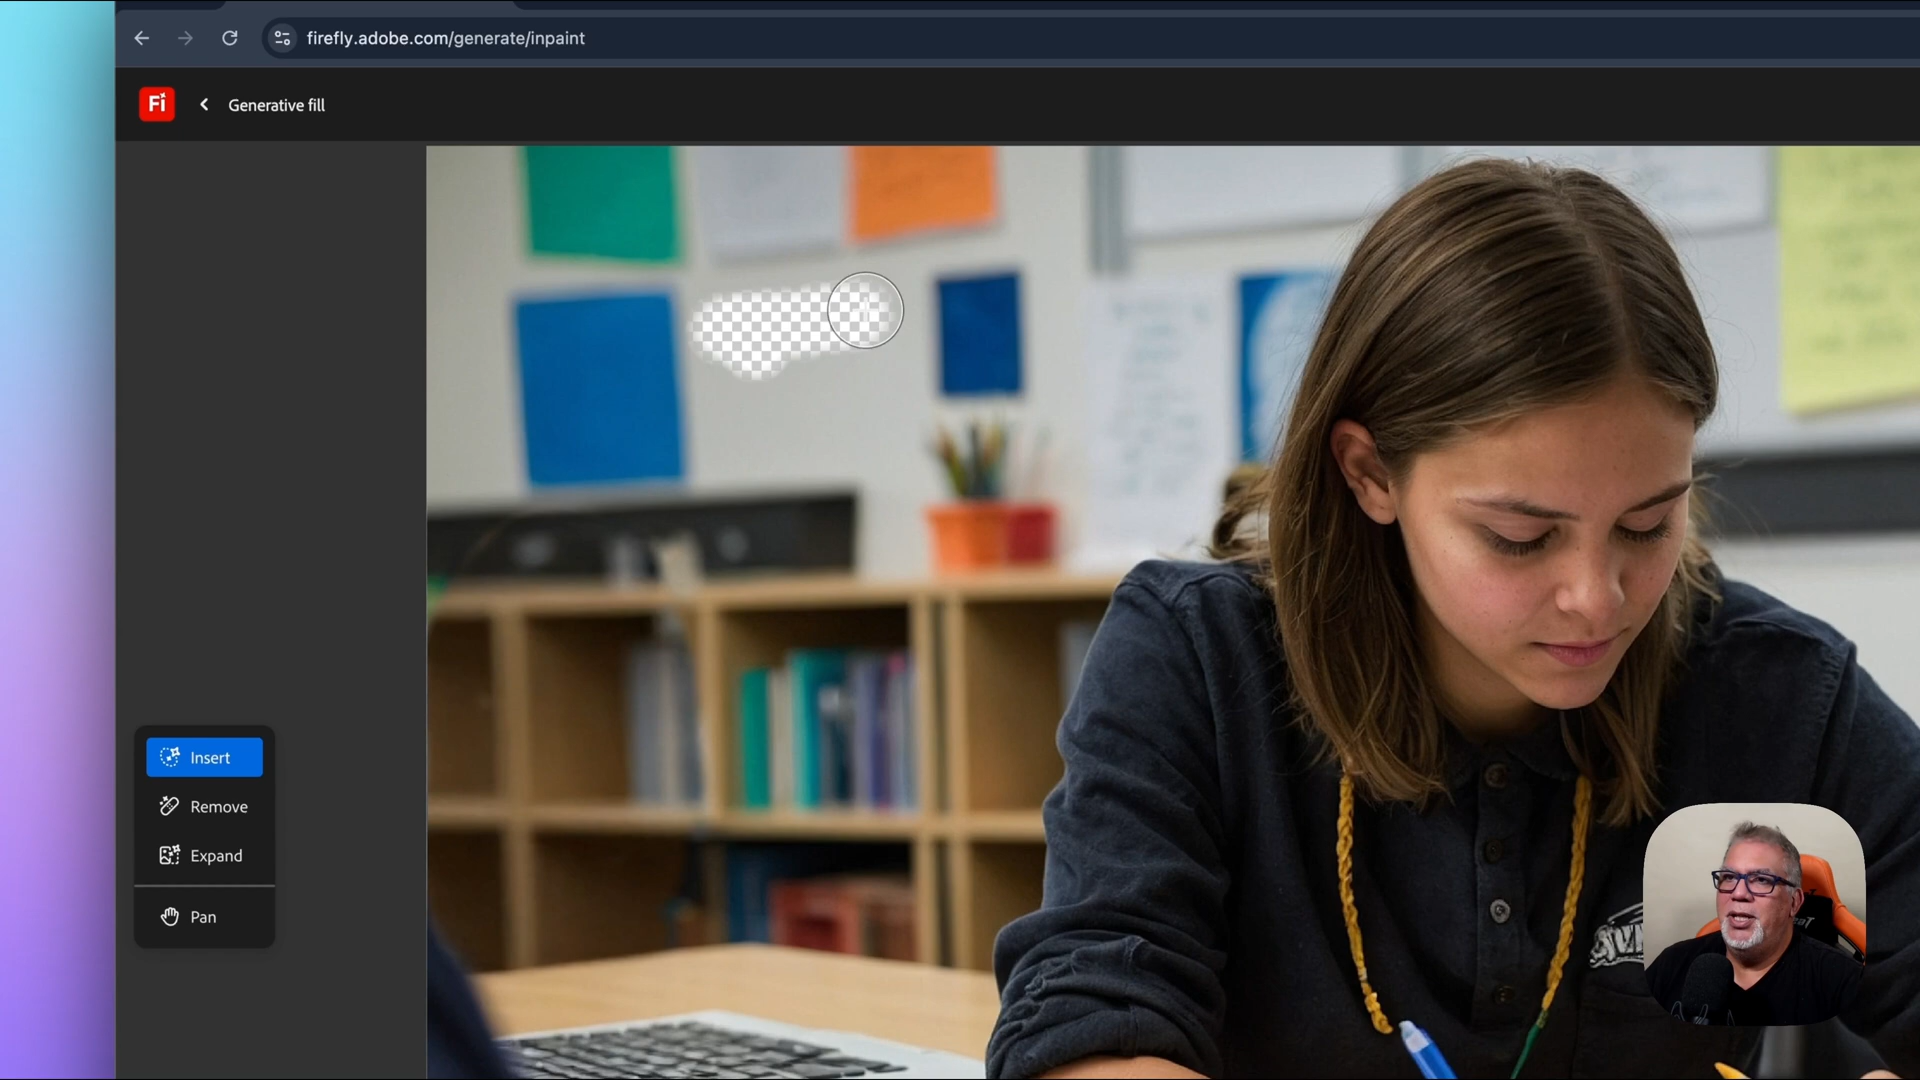 firefly.adobe.com/generate/inpaint
Fi
Generative fill
Insert
Remove
Expand
Pan